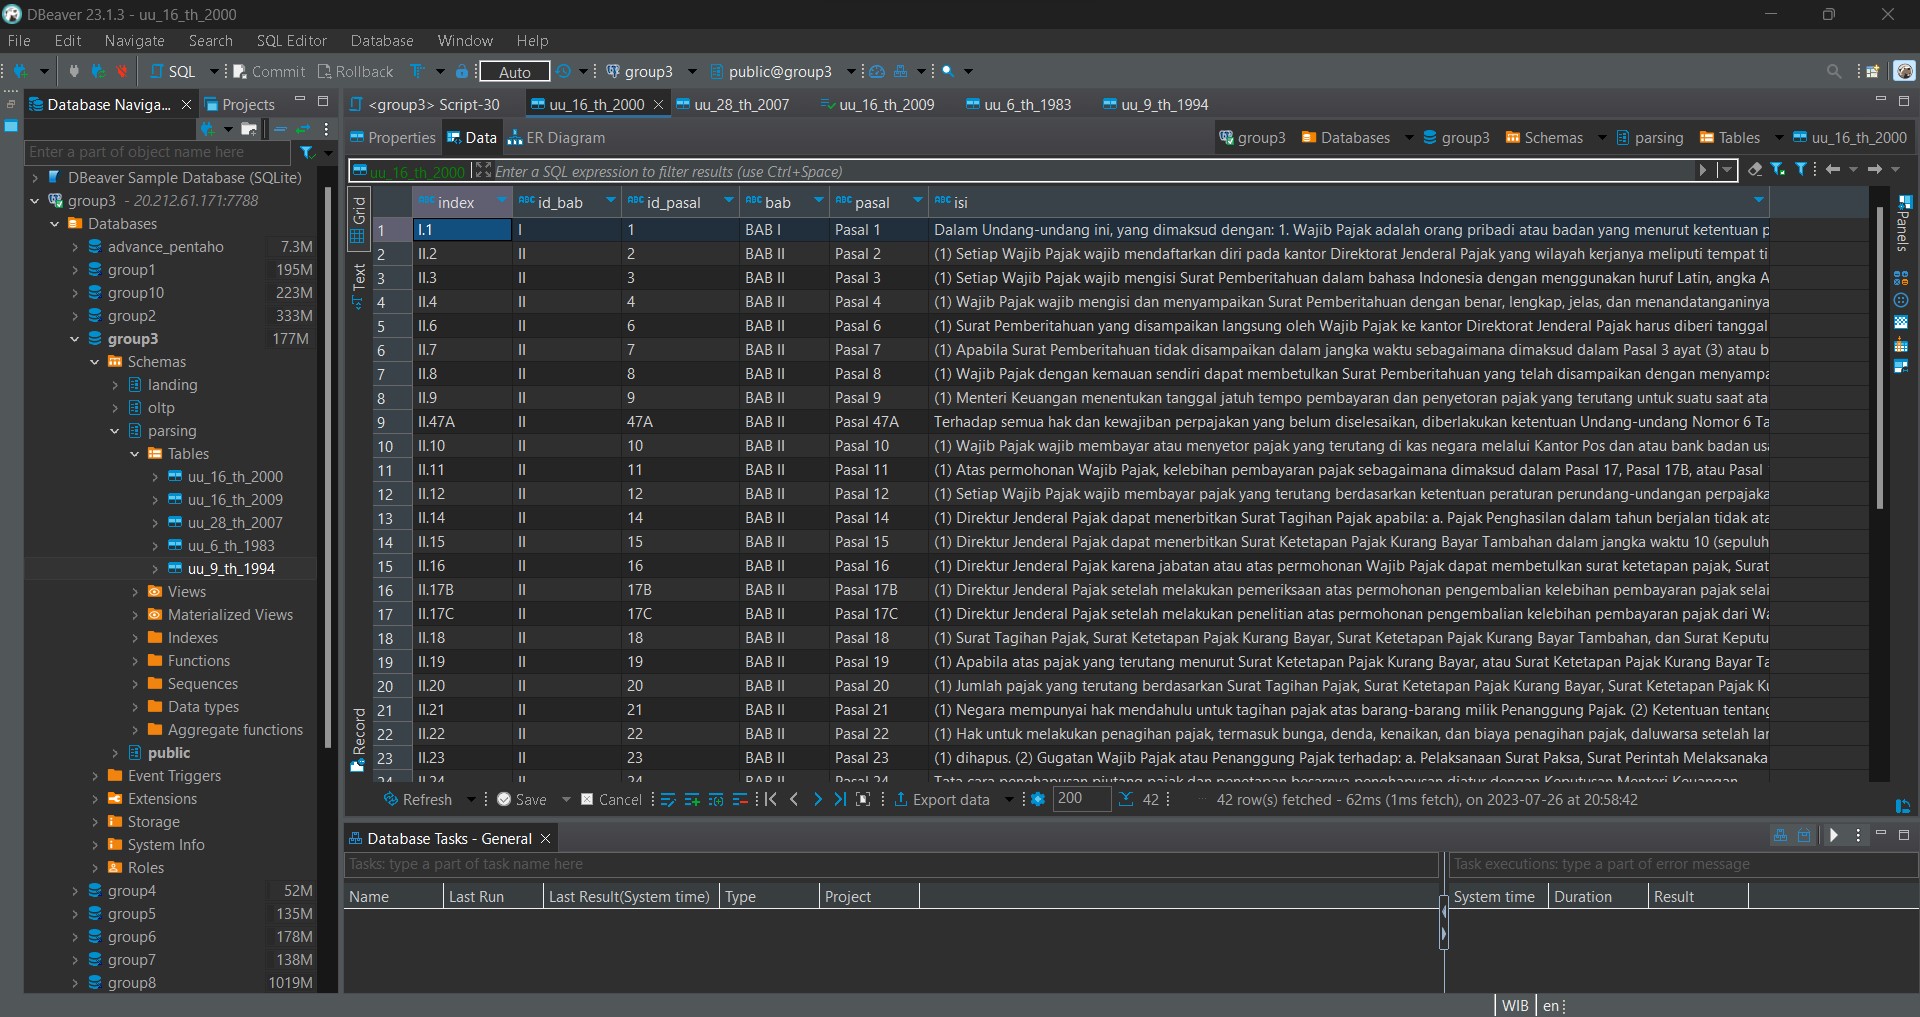 DBeaver 23.1.3 - uu_16_th_2000
File Edit Navigate Search SQL Editor Database Window Help
SQL Commit Rollback Auto group3 public@group3
Database Naviga... Projects
<group3> Script-30 uu_16_th_2000 uu_28_th_2007 uu_16_th_2009 uu_6_th_1983 uu_9_th_1994
Properties Data ER Diagram
group3 Databases group3 Schemas parsing Tables uu_16_th_2000
Enter a part of object name here
uu_16_th_2000 Enter a SQL expression to filter results (use Ctrl+Space)
DBeaver Sample Database (SQLite)
group3 - 20.212.61.171:7788
Databases
advance_pentaho 7.3M
group1 195M
group10 223M
group2 333M
group3 177M
Schemas
landing
oltp
parsing
Tables
uu_16_th_2000
uu_16_th_2009
uu_28_th_2007
uu_6_th_1983
uu_9_th_1994
Views
Materialized Views
Indexes
Functions
Sequences
Data types
Aggregate functions
public
Event Triggers
Extensions
Storage
System Info
Roles
group4 52M
group5 135M
group6 178M
group7 138M
group8 1019M
Grid
Text
Record
Panels
ABC index ABC id_bab ABC id_pasal ABC bab ABC pasal ABC isi
1 I.1 I 1 BAB I Pasal 1 Dalam Undang-undang ini, yang dimaksud dengan: 1. Wajib Pajak adalah orang pribadi atau badan yang menurut ketentuan p
2 II.2 II 2 BAB II Pasal 2 (1) Setiap Wajib Pajak wajib mendaftarkan diri pada kantor Direktorat Jenderal Pajak yang wilayah kerjanya meliputi tempat ti
3 II.3 II 3 BAB II Pasal 3 (1) Setiap Wajib Pajak wajib mengisi Surat Pemberitahuan dalam bahasa Indonesia dengan menggunakan huruf Latin, angka A
4 II.4 II 4 BAB II Pasal 4 (1) Wajib Pajak wajib mengisi dan menyampaikan Surat Pemberitahuan dengan benar, lengkap, jelas, dan menandatanganinya
5 II.6 II 6 BAB II Pasal 6 (1) Surat Pemberitahuan yang disampaikan langsung oleh Wajib Pajak ke kantor Direktorat Jenderal Pajak harus diberi tanggal
6 II.7 II 7 BAB II Pasal 7 (1) Apabila Surat Pemberitahuan tidak disampaikan dalam jangka waktu sebagaimana dimaksud dalam Pasal 3 ayat (3) atau b
7 II.8 II 8 BAB II Pasal 8 (1) Wajib Pajak dengan kemauan sendiri dapat membetulkan Surat Pemberitahuan yang telah disampaikan dengan menyampa
8 II.9 II 9 BAB II Pasal 9 (1) Menteri Keuangan menentukan tanggal jatuh tempo pembayaran dan penyetoran pajak yang terutang untuk suatu saat ata
9 II.47A II 47A BAB II Pasal 47A Terhadap semua hak dan kewajiban perpajakan yang belum diselesaikan, diberlakukan ketentuan Undang-undang Nomor 6 Ta
10 II.10 II 10 BAB II Pasal 10 (1) Wajib Pajak wajib membayar atau menyetor pajak yang terutang di kas negara melalui Kantor Pos dan atau bank badan us
11 II.11 II 11 BAB II Pasal 11 (1) Atas permohonan Wajib Pajak, kelebihan pembayaran pajak sebagaimana dimaksud dalam Pasal 17, Pasal 17B, atau Pasal
12 II.12 II 12 BAB II Pasal 12 (1) Setiap Wajib Pajak wajib membayar pajak yang terutang berdasarkan ketentuan peraturan perundang-undangan perpajaka
13 II.14 II 14 BAB II Pasal 14 (1) Direktur Jenderal Pajak dapat menerbitkan Surat Tagihan Pajak apabila: a. Pajak Penghasilan dalam tahun berjalan tidak ata
14 II.15 II 15 BAB II Pasal 15 (1) Direktur Jenderal Pajak dapat menerbitkan Surat Ketetapan Pajak Kurang Bayar Tambahan dalam jangka waktu 10 (sepuluh
15 II.16 II 16 BAB II Pasal 16 (1) Direktur Jenderal Pajak karena jabatan atau atas permohonan Wajib Pajak dapat membetulkan surat ketetapan pajak, Surat
16 II.17B II 17B BAB II Pasal 17B (1) Direktur Jenderal Pajak setelah melakukan pemeriksaan atas permohonan pengembalian kelebihan pembayaran pajak selai
17 II.17C II 17C BAB II Pasal 17C (1) Direktur Jenderal Pajak setelah melakukan penelitian atas permohonan pengembalian kelebihan pembayaran pajak dari Wa
18 II.18 II 18 BAB II Pasal 18 (1) Surat Tagihan Pajak, Surat Ketetapan Pajak Kurang Bayar, Surat Ketetapan Pajak Kurang Bayar Tambahan, dan Surat Keputu
19 II.19 II 19 BAB II Pasal 19 (1) Apabila atas pajak yang terutang menurut Surat Ketetapan Pajak Kurang Bayar, atau Surat Ketetapan Pajak Kurang Bayar Ta
20 II.20 II 20 BAB II Pasal 20 (1) Jumlah pajak yang terutang berdasarkan Surat Tagihan Pajak, Surat Ketetapan Pajak Kurang Bayar, Surat Ketetapan Pajak Ku
21 II.21 II 21 BAB II Pasal 21 (1) Negara mempunyai hak mendahulu untuk tagihan pajak atas barang-barang milik Penanggung Pajak. (2) Ketentuan tentang
22 II.22 II 22 BAB II Pasal 22 (1) Hak untuk melakukan penagihan pajak, termasuk bunga, denda, kenaikan, dan biaya penagihan pajak, daluwarsa setelah lar
23 II.23 II 23 BAB II Pasal 23 (1) dihapus. (2) Gugatan Wajib Pajak atau Penanggung Pajak terhadap: a. Pelaksanaan Surat Paksa, Surat Perintah Melaksanaka
24 II.24 II 24 BAB II Pasal 24 Tata cara penghapusan piutang pajak dan penetapan besarnya penghapusan diatur dengan Keputusan Menteri Keuangan
Refresh Save Cancel Export data 200 42 42 row(s) fetched - 62ms (1ms fetch), on 2023-07-26 at 20:58:42
Database Tasks - General
Tasks: type a part of task name here Task executions: type a part of error message
Name Last Run Last Result(System time) Type Project System time Duration Result
WIB en